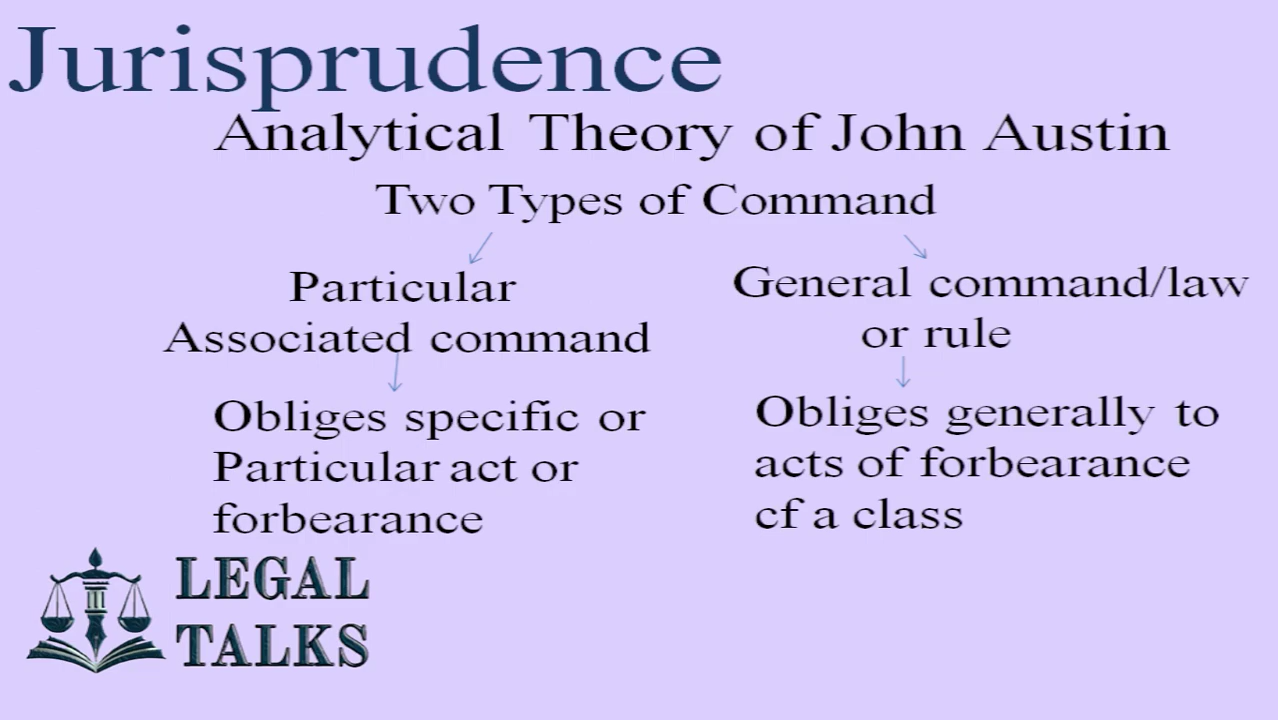 Jurisprudence
Analytical Theory of John Austin
Two Types of Command
Particular
Associated command
Obliges specific or
Particular act or
forbearance
General command/law
or rule
Obliges generally to
acts of forbearance
cf a class
LEGAL
TALKS